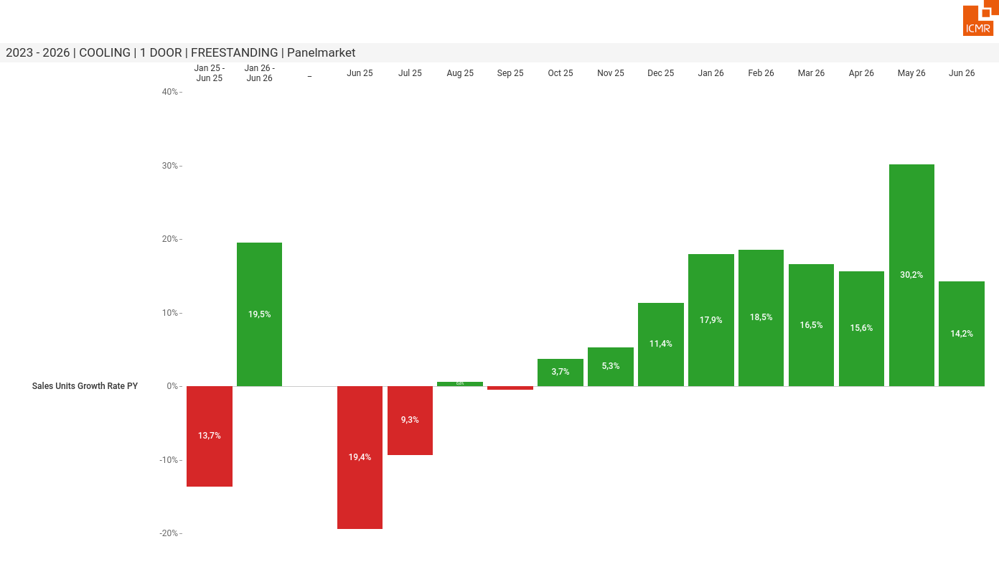 ICMR
2023 - 2026 | COOLING | 1 DOOR | FREESTANDING | Panelmarket
Jan 25 -
Jun 25
Jan 26 -
Jun 26
_
Jun 25
Jul 25
Aug 25
Sep 25
Oct 25
Nov 25
Dec 25
Jan 26
Feb 26
Mar 26
Apr 26
May 26
Jun 26
40%
30%
20%
10%
0%
-10%
-20%
Sales Units Growth Rate PY
13,7%
19,5%
19,4%
9,3%
0,6%
3,7%
5,3%
11,4%
17,9%
18,5%
16,5%
15,6%
30,2%
14,2%